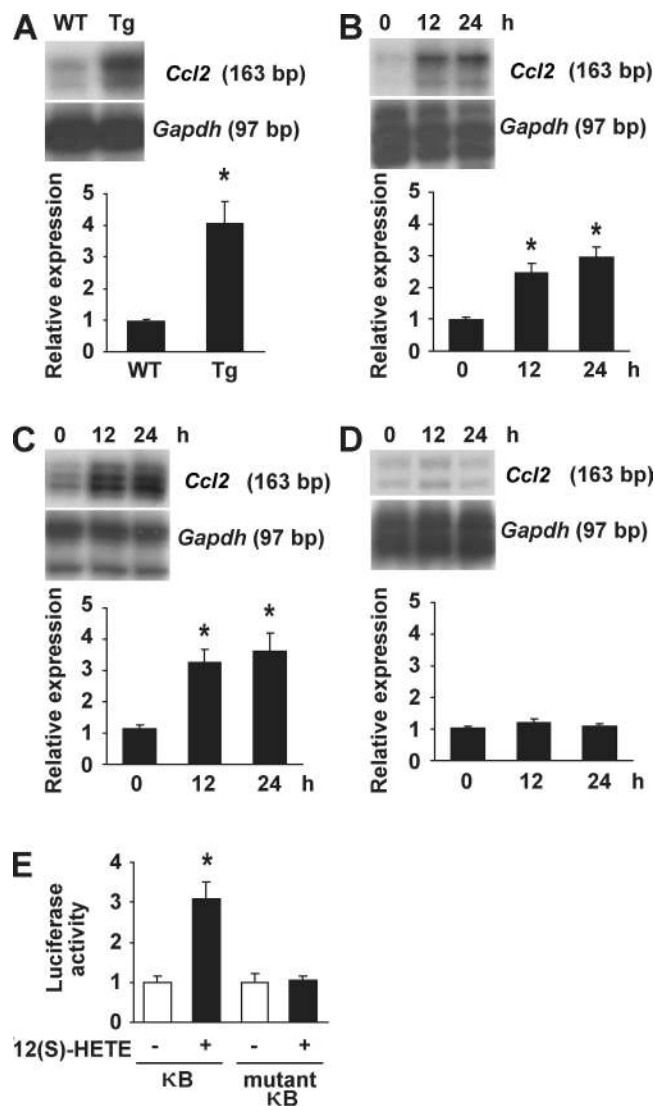 A
WT Tg
Ccl2 (163 bp)
Gapdh (97 bp)
Relative expression
5
4
3
2
1
0
*
WT Tg
B
0 12 24 h
Ccl2 (163 bp)
Gapdh (97 bp)
Relative expression
5
4
3
2
1
0
* *
0 12 24 h
C
0 12 24 h
Ccl2 (163 bp)
Gapdh (97 bp)
Relative expression
5
4
3
2
1
0
* *
0 12 24 h
D
0 12 24 h
Ccl2 (163 bp)
Gapdh (97 bp)
Relative expression
5
4
3
2
1
0
0 12 24 h
E
Luciferase
activity
4
3
2
1
0
*
12(S)-HETE - + - +
κB mutant
κB